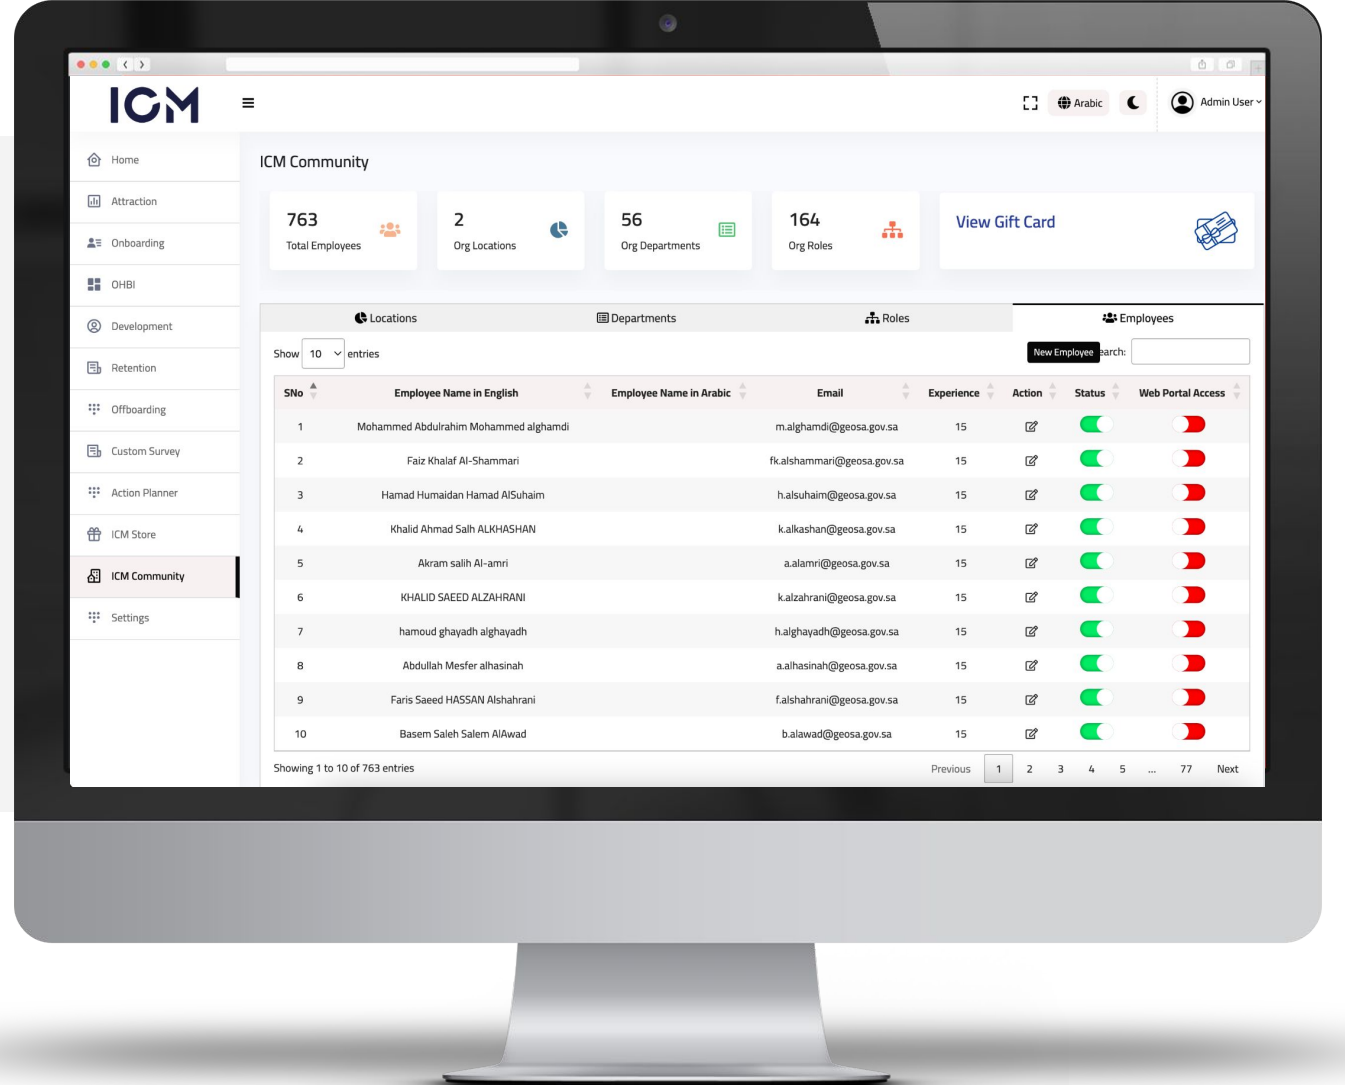 ICM
Arabic
Admin User
Home
Attraction
Onboarding
OHBI
Development
Retention
Offboarding
Custom Survey
Action Planner
ICM Store
ICM Community
Settings
ICM Community
763
Total Employees
2
Org Locations
56
Org Departments
164
Org Roles
View Gift Card
Locations Departments Roles Employees
Show 10 entries New Employee earch:
SNo Employee Name in English Employee Name in Arabic Email Experience Action Status Web Portal Access
1 Mohammed Abdulrahim Mohammed alghamdi m.alghamdi@geosa.gov.sa 15
2 Faiz Khalaf Al-Shammari fk.alshammari@geosa.gov.sa 15
3 Hamad Humaidan Hamad AlSuhaim h.alsuhaim@geosa.gov.sa 15
4 Khalid Ahmad Salh ALKHASHAN k.alkashan@geosa.gov.sa 15
5 Akram salih Al-amri a.alamri@geosa.gov.sa 15
6 KHALID SAEED ALZAHRANI k.alzahrani@geosa.gov.sa 15
7 hamoud ghayadh alghayadh h.alghayadh@geosa.gov.sa 15
8 Abdullah Mesfer alhasinah a.alhasinah@geosa.gov.sa 15
9 Faris Saeed HASSAN Alshahrani f.alshahrani@geosa.gov.sa 15
10 Basem Saleh Salem AlAwad b.alawad@geosa.gov.sa 15
Showing 1 to 10 of 763 entries Previous 1 2 3 4 5 ... 77 Next